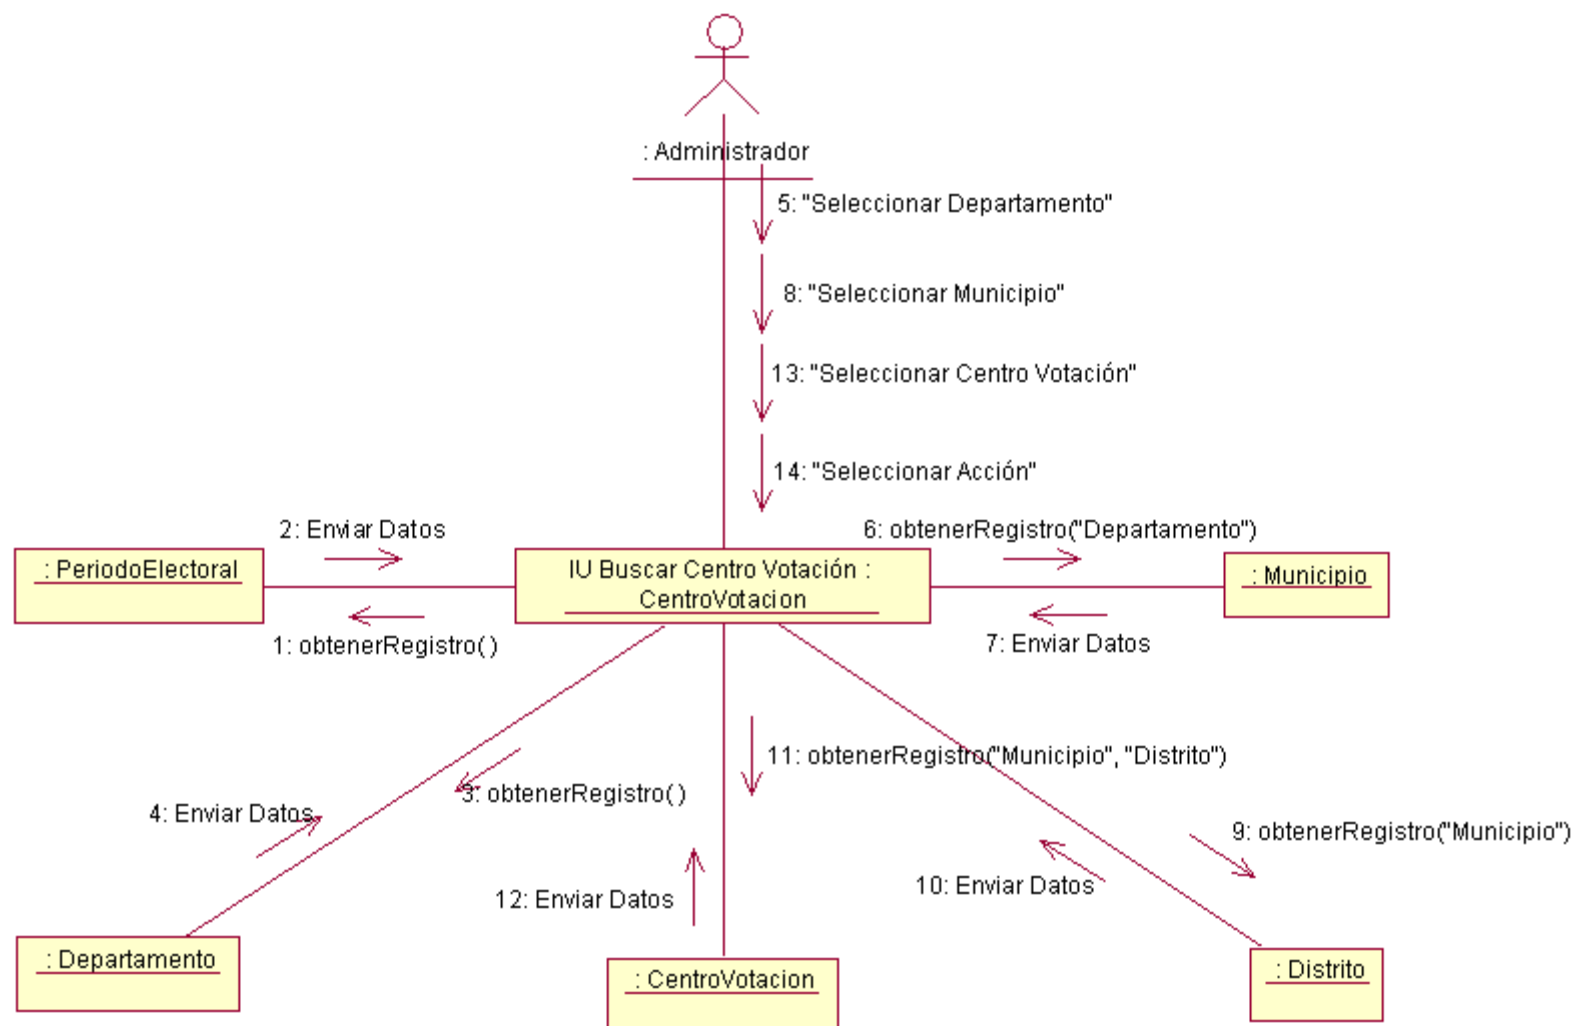 : Administrador
5: "Seleccionar Departamento"
8: "Seleccionar Municipio"
13: "Seleccionar Centro Votación"
14: "Seleccionar Acción"
2: Enviar Datos
6: obtenerRegistro("Departamento")
: PeriodoElectoral
IU Buscar Centro Votación :
CentroVotacion
: Municipio
1: obtenerRegistro()
7: Enviar Datos
11: obtenerRegistro("Municipio", "Distrito")
3: obtenerRegistro()
4: Enviar Datos
9: obtenerRegistro("Municipio")
10: Enviar Datos
12: Enviar Datos
: Departamento
: CentroVotacion
: Distrito